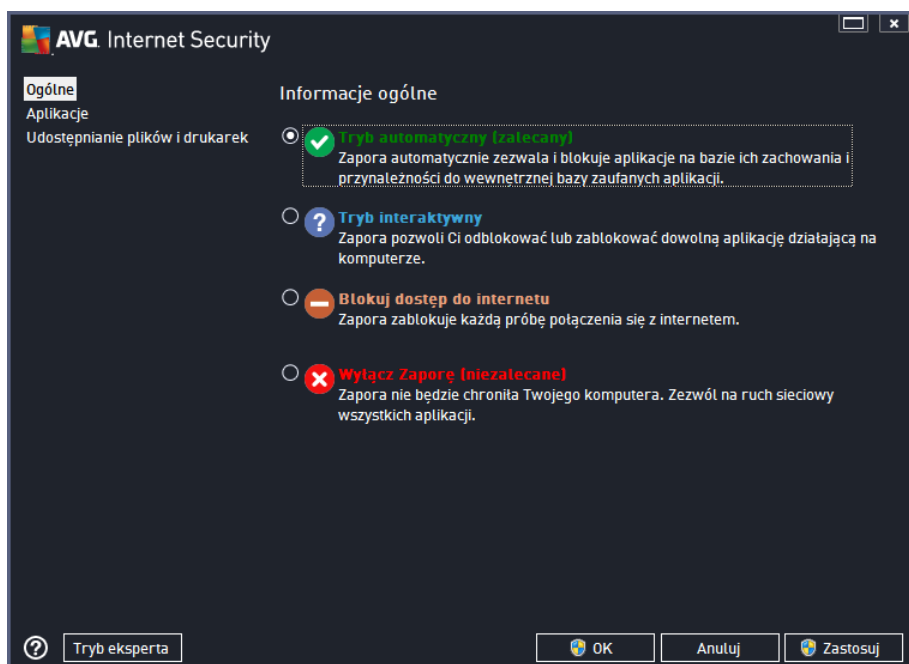 AVG. Internet Security
Ogólne
Aplikacje
Udostępnianie plików i drukarek
Informacje ogólne
Tryb automatyczny (zalecany)
Zapora automatycznie zezwala i blokuje aplikacje na bazie ich zachowania i
przynależności do wewnętrznej bazy zaufanych aplikacji.
Tryb interaktywny
Zapora pozwoli Ci odblokować lub zablokować dowolną aplikację działającą na
komputerze.
Blokuj dostęp do internetu
Zapora zablokuje każdą próbę połączenia się z internetem.
Wyłącz Zaporę (niezalecane)
Zapora nie będzie chroniła Twojego komputera. Zezwól na ruch sieciowy
wszystkich aplikacji.
Tryb eksperta
OK
Anuluj
Zastosuj